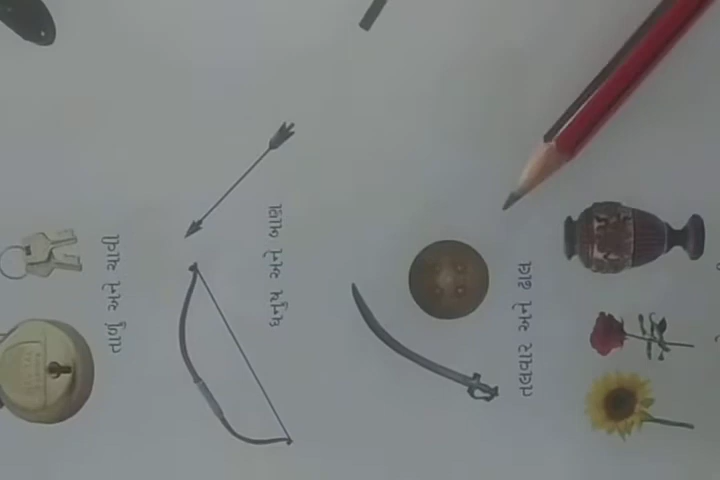 તાળું અને ચાવી
ધનુષ અને બાણ
તલવાર અને ઢાલ